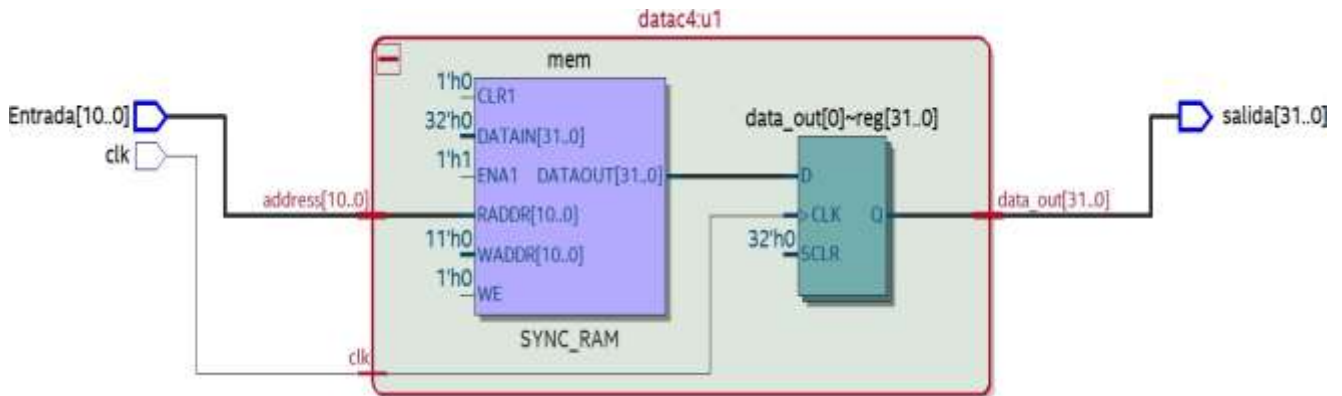 datac4:u1
mem
1'h0
CLR1
32'h0
DATAIN[31..0]
1'h1
ENA1 DATAOUT[31..0]
RADDR[10..0]
11'h0
WADDR[10..0]
1'h0
WE
SYNC_RAM
data_out[0]~reg[31..0]
D
CLK Q
32'h0
SCLR
Entrada[10..0]
clk
address[10..0]
clk
data_out[31..0]
salida[31..0]